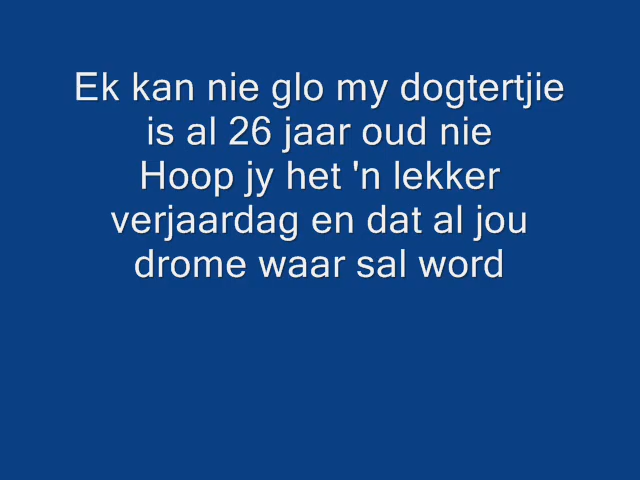 Ek kan nie glo my dogtertjie
is al 26 jaar oud nie
Hoop jy het 'n lekker
verjaardag en dat al jou
drome waar sal word